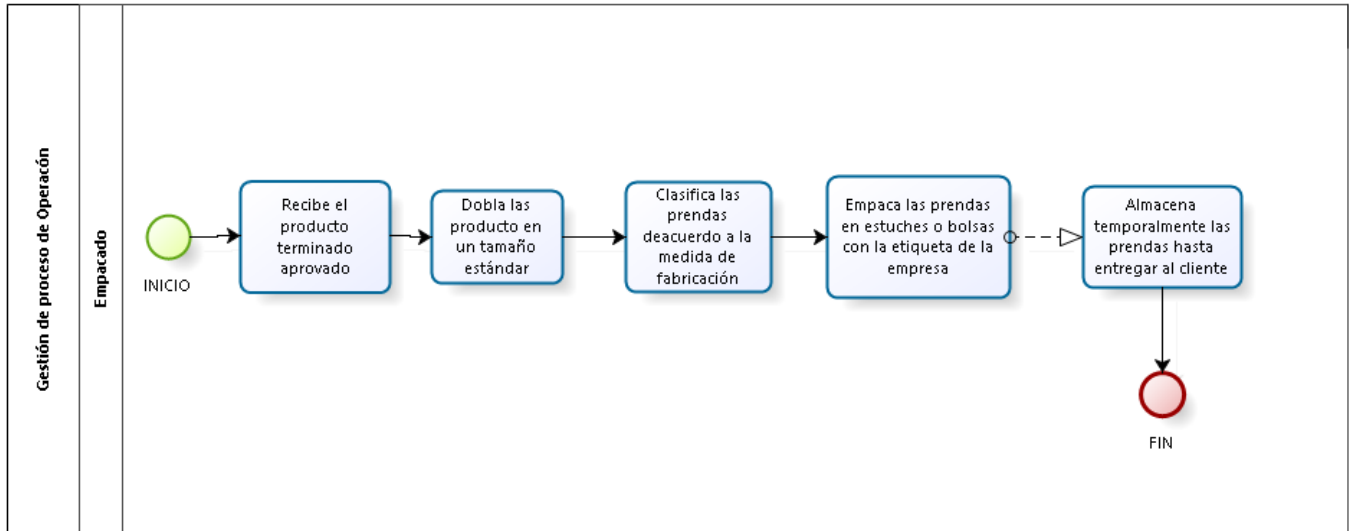 Gestión de proceso de Operacón
Empacado
INICIO
Recibe el
producto
terminado
aprovado
Dobla las
producto en
un tamaño
estándar
Clasifica las
prendas
deacuerdo a la
medida de
fabricación
Empaca las prendas
en estuches o bolsas
con la etiqueta de la
empresa
Almacena
temporalmente las
prendas hasta
entregar al cliente
FIN